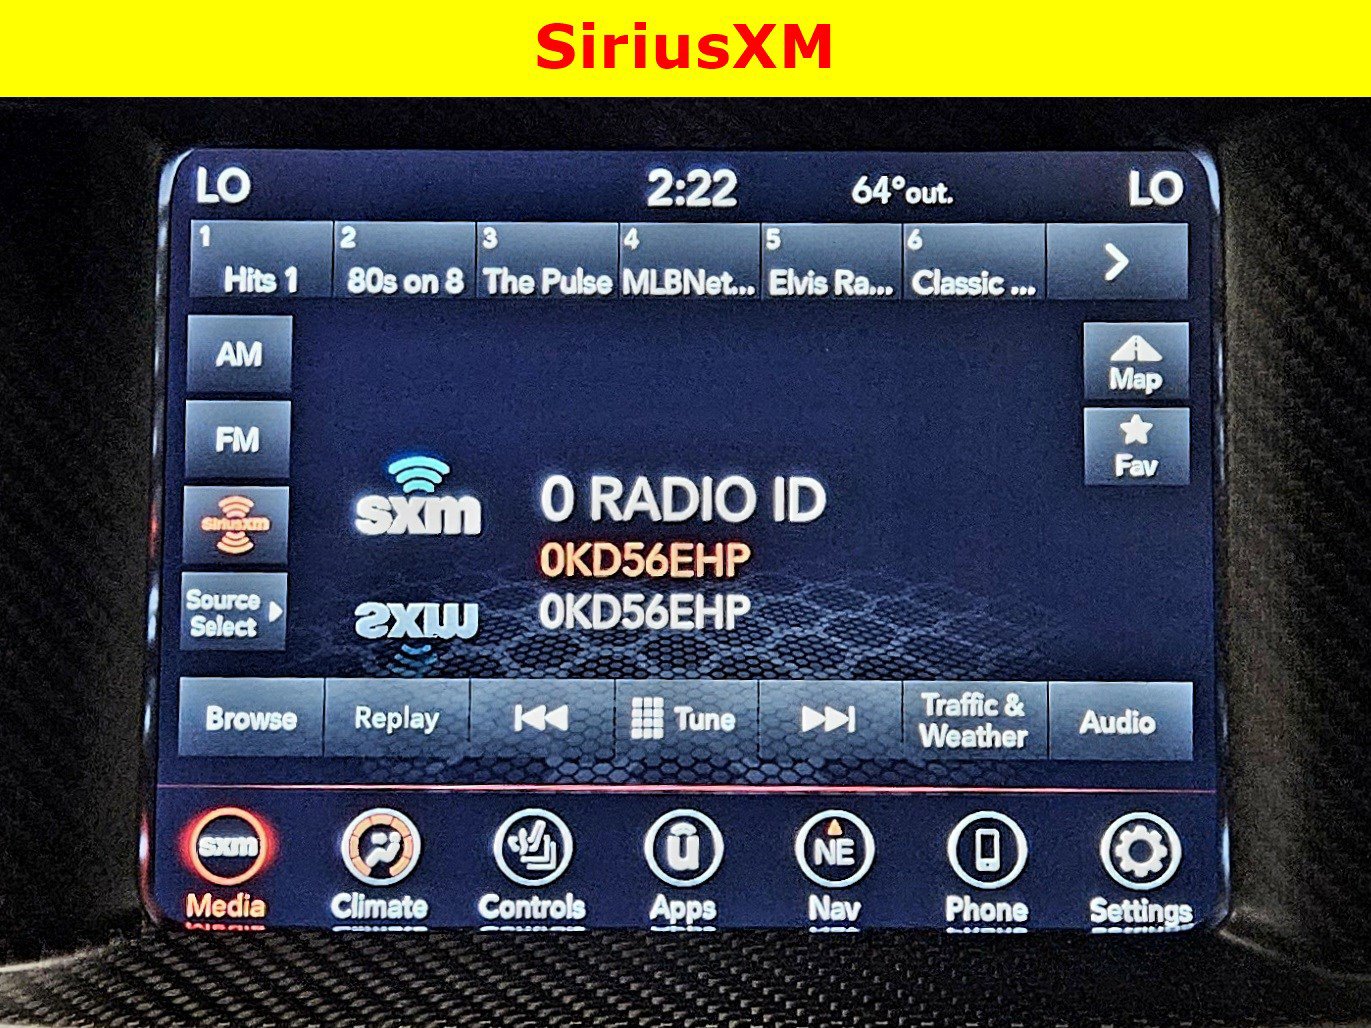 SiriusXM
LO 2:22 64°out. LO
1 2 3 4 5 6
Hits 1 80s on 8 The Pulse MLBNet... Elvis Ra... Classic ...
AM
Map
FM
Fav
sxm
0 RADIO ID
siriusxm
0KD56EHP
0KD56EHP
Source
Select
Browse Replay Tune Traffic &
Weather Audio
sxm NE
Media Climate Controls Apps Nav Phone Settings